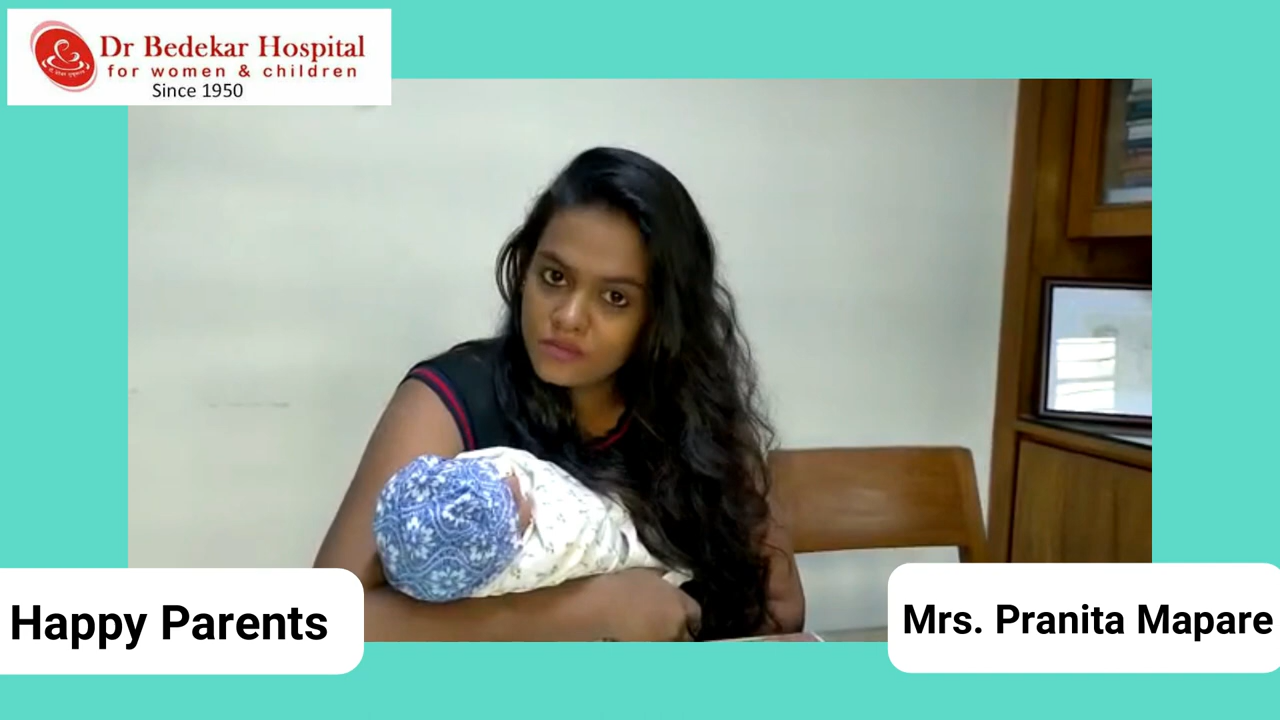 Dr Bedekar Hospital
for women & children
Since 1950
Happy Parents
Mrs. Pranita Mapare